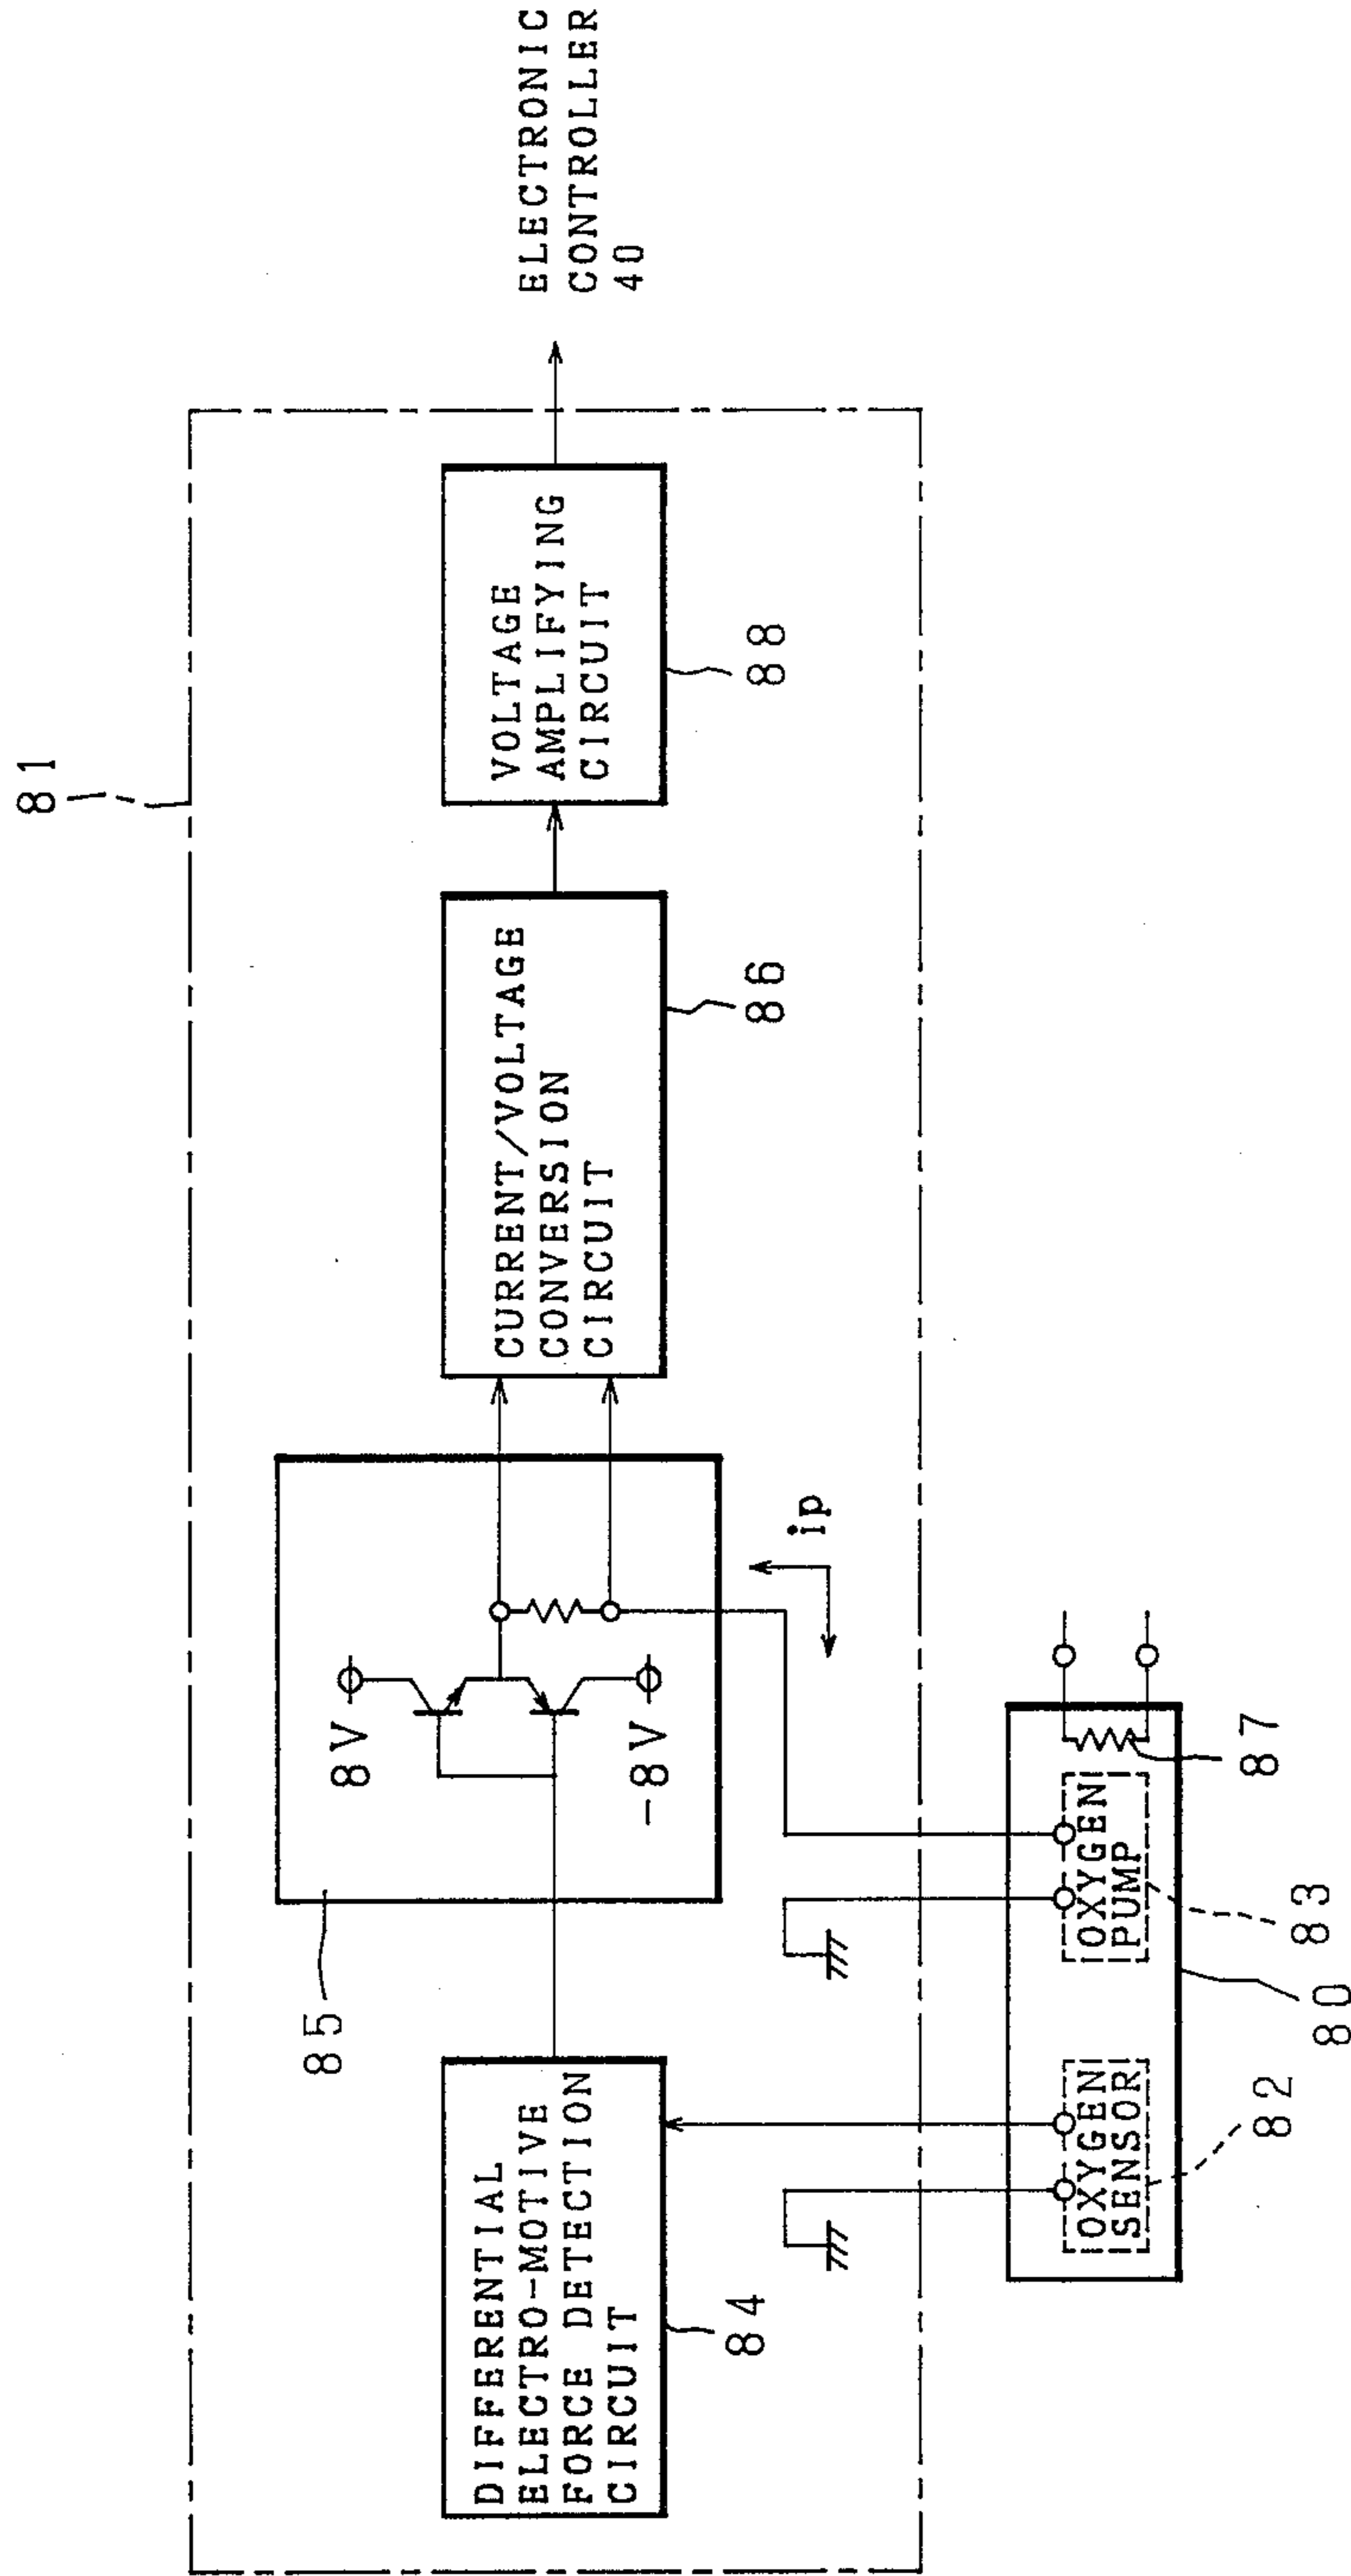 81
DIFFERENTIAL
ELECTRO-MOTIVE
FORCE DETECTION
CIRCUIT
84
85
8V
-8V
ip
CURRENT/VOLTAGE
CONVERSION
CIRCUIT
86
VOLTAGE
AMPLIFYING
CIRCUIT
88
ELECTRONIC
CONTROLLER
40
OXYGEN
SENSOR
82
OXYGEN
PUMP
83
87
80